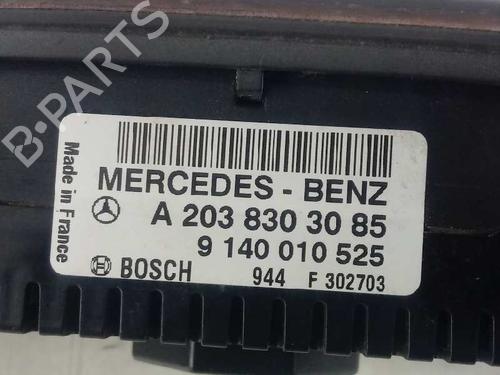 B-PARTS
Made in France
MERCEDES - BENZ
A 203 830 30 85
9 140 010 525
BOSCH 944 F 302703